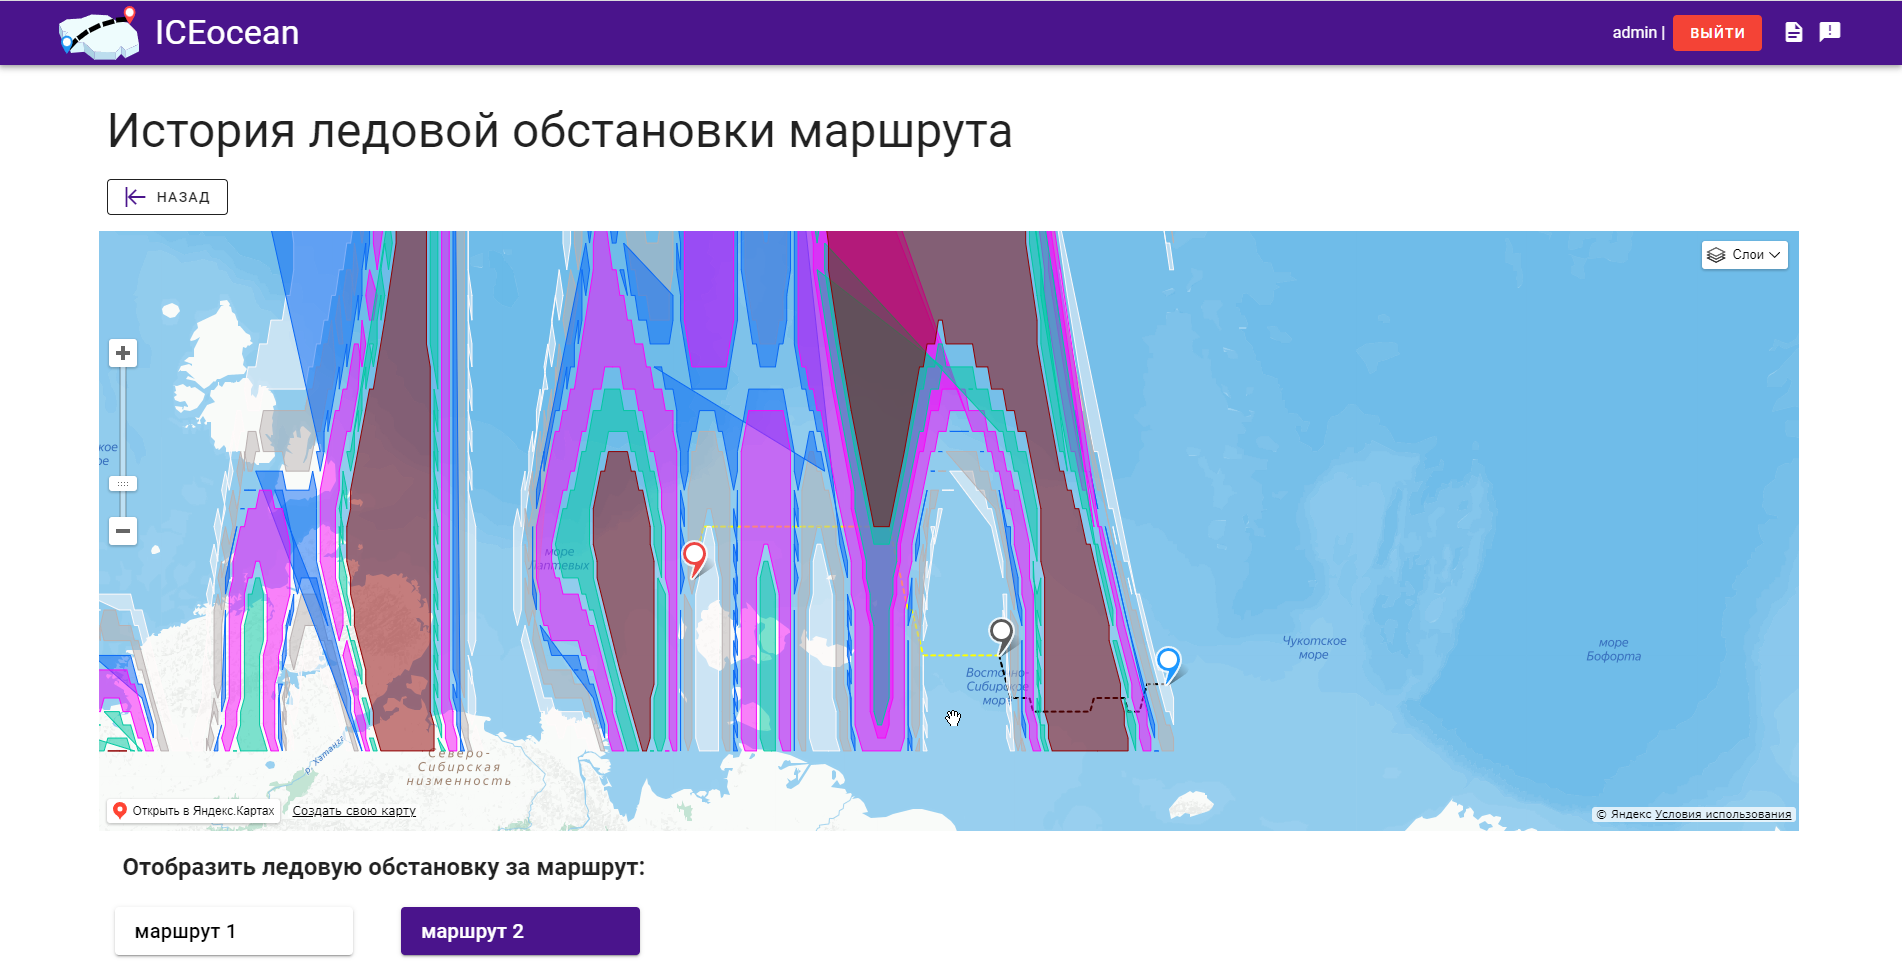 ICEocean
admin |
ВЫЙТИ
История ледовой обстановки маршрута
НАЗАД
Слои
море
Лаптевых
Восточно-
Сибирское
море
Чукотское
море
море
Бофорта
р. Хатанга
Северо-
Сибирская
низменность
Открыть в Яндекс.Картах
Создать свою карту
© Яндекс Условия использования
Отобразить ледовую обстановку за маршрут:
маршрут 1
маршрут 2